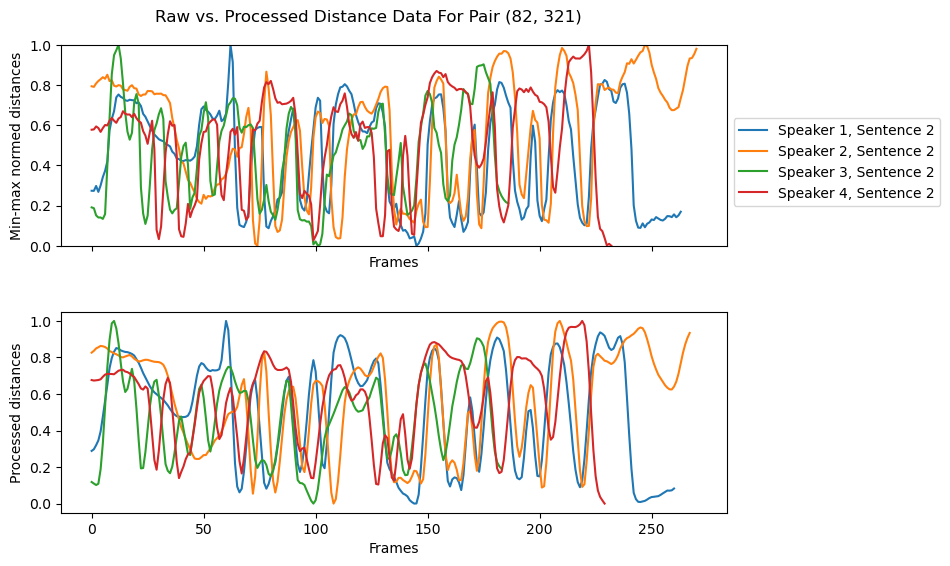 Raw vs. Processed Distance Data For Pair (82, 321)
Min-max normed distances
1.0
0.8
0.6
0.4
0.2
0.0
Frames
Speaker 1, Sentence 2
Speaker 2, Sentence 2
Speaker 3, Sentence 2
Speaker 4, Sentence 2
Processed distances
1.0
0.8
0.6
0.4
0.2
0.0
0 50 100 150 200 250
Frames